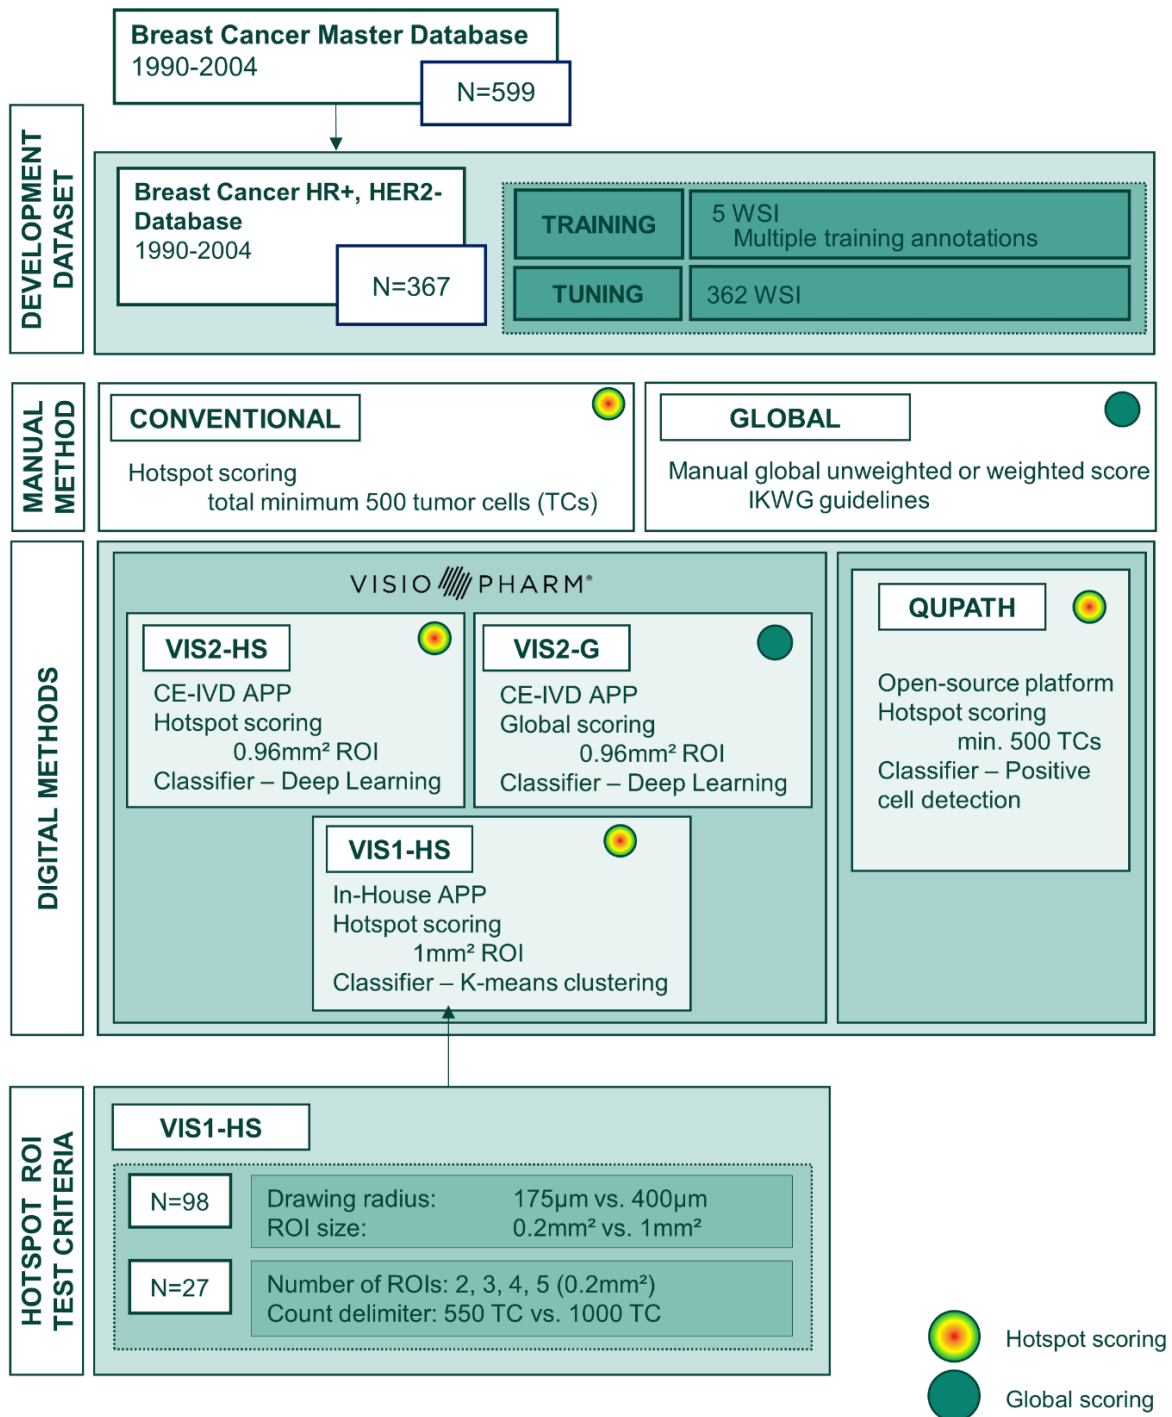 Breast Cancer Master Database
1990-2004
N=599
DEVELOPMENT
DATASET
Breast Cancer HR+, HER2-
Database
1990-2004
N=367
TRAINING
5 WSI
Multiple training annotations
TUNING
362 WSI
MANUAL
METHOD
CONVENTIONAL
Hotspot scoring
total minimum 500 tumor cells (TCs)
GLOBAL
Manual global unweighted or weighted score
IKWG guidelines
DIGITAL METHODS
VISIOPHARM®
VIS2-HS
CE-IVD APP
Hotspot scoring
0.96mm² ROI
Classifier – Deep Learning
VIS2-G
CE-IVD APP
Global scoring
0.96mm² ROI
Classifier – Deep Learning
VIS1-HS
In-House APP
Hotspot scoring
1mm² ROI
Classifier – K-means clustering
QUPATH
Open-source platform
Hotspot scoring
min. 500 TCs
Classifier – Positive
cell detection
HOTSPOT ROI
TEST CRITERIA
VIS1-HS
N=98
Drawing radius: 175µm vs. 400µm
ROI size: 0.2mm² vs. 1mm²
N=27
Number of ROIs: 2, 3, 4, 5 (0.2mm²)
Count delimiter: 550 TC vs. 1000 TC
Hotspot scoring
Global scoring